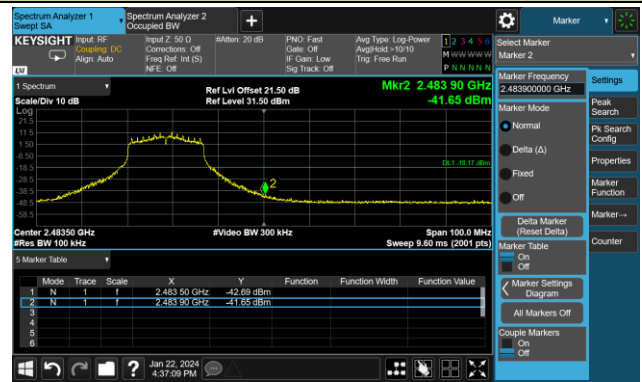 Spectrum Analyzer 1
Swept SA
Spectrum Analyzer 2
Occupied BW
Marker
KEYSIGHT
Input: RF
Coupling: DC
Align: Auto
Input Z: 50 Ω
Corrections: Off
Freq Ref: Int (S)
NFE: Off
#Atten: 20 dB
PNO: Fast
Gate: Off
IF Gain: Low
Sig Track: Off
Avg Type: Log-Power
Avg|Hold:>10/10
Trig: Free Run
1 2 3 4 5 6
M W W W W W
P N N N N N
LXI
Select Marker
Marker 2
1 Spectrum
Scale/Div 10 dB
Log
Ref Lvl Offset 21.50 dB
Ref Level 31.50 dBm
Mkr2 2.483 90 GHz
-41.65 dBm
21.5
11.5
1.50
-8.50
-18.5
-28.5
-38.5
-48.5
-58.5
DL1 -18.17 dBm
2
Center 2.48350 GHz
#Res BW 100 kHz
#Video BW 300 kHz
Span 100.0 MHz
Sweep 9.60 ms (2001 pts)
5 Marker Table
Mode Trace Scale X Y Function Function Width Function Value
1 N 1 f 2.483 50 GHz -42.69 dBm
2 N 1 f 2.483 90 GHz -41.65 dBm
3
4
5
6
Marker Frequency
2.483900000 GHz
Marker Mode
Normal
Delta (Δ)
Fixed
Off
Delta Marker
(Reset Delta)
Marker Table
On
Off
Marker Settings
Diagram
All Markers Off
Couple Markers
On
Off
Settings
Peak
Search
Pk Search
Config
Properties
Marker
Function
Marker→
Counter
Jan 22, 2024
4:37:09 PM